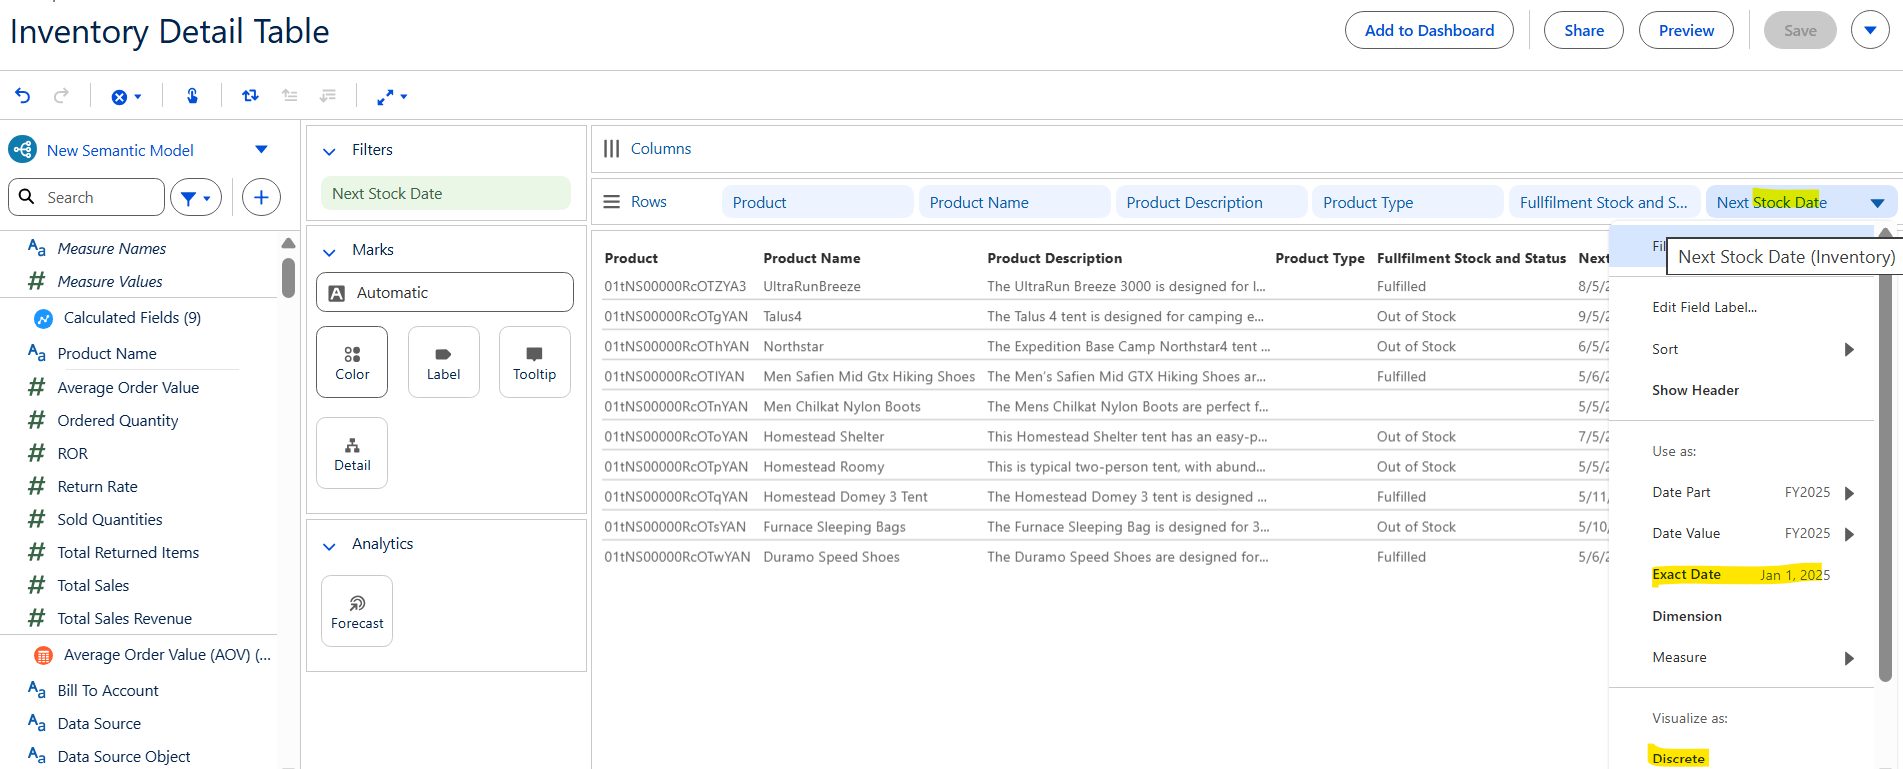 Inventory Detail Table
Add to Dashboard
Share
Preview
Save
New Semantic Model
Search
Measure Names
Measure Values
Calculated Fields (9)
Product Name
Average Order Value
Ordered Quantity
ROR
Return Rate
Sold Quantities
Total Returned Items
Total Sales
Total Sales Revenue
Average Order Value (AOV) (...
Bill To Account
Data Source
Data Source Object
Filters
Next Stock Date
Marks
Automatic
Color
Label
Tooltip
Detail
Analytics
Forecast
Columns
Rows
Product
Product Name
Product Description
Product Type
Fullfilment Stock and S...
Next Stock Date
Product Product Name Product Description Product Type Fullfilment Stock and Status Next
01tNS00000RcOTZYA3 UltraRunBreeze The UltraRun Breeze 3000 is designed for l... Fulfilled 8/5/2
01tNS00000RcOTgYAN Talus4 The Talus 4 tent is designed for camping e... Out of Stock 9/5/2
01tNS00000RcOThYAN Northstar The Expedition Base Camp Northstar4 tent ... Out of Stock 6/5/2
01tNS00000RcOTlYAN Men Safien Mid Gtx Hiking Shoes The Men's Safien Mid GTX Hiking Shoes ar... Fulfilled 5/6/2
01tNS00000RcOTnYAN Men Chilkat Nylon Boots The Mens Chilkat Nylon Boots are perfect f... 5/5/2
01tNS00000RcOToYAN Homestead Shelter This Homestead Shelter tent has an easy-p... Out of Stock 7/5/2
01tNS00000RcOTpYAN Homestead Roomy This is typical two-person tent, with abund... Out of Stock 5/5/2
01tNS00000RcOTqYAN Homestead Domey 3 Tent The Homestead Domey 3 tent is designed ... Fulfilled 5/11/
01tNS00000RcOTsYAN Furnace Sleeping Bags The Furnace Sleeping Bag is designed for 3... Out of Stock 5/10/
01tNS00000RcOTwYAN Duramo Speed Shoes The Duramo Speed Shoes are designed for... Fulfilled 5/6/2
Next Stock Date (Inventory)
Edit Field Label...
Sort
Show Header
Use as:
Date Part FY2025
Date Value FY2025
Exact Date Jan 1, 2025
Dimension
Measure
Visualize as:
Discrete